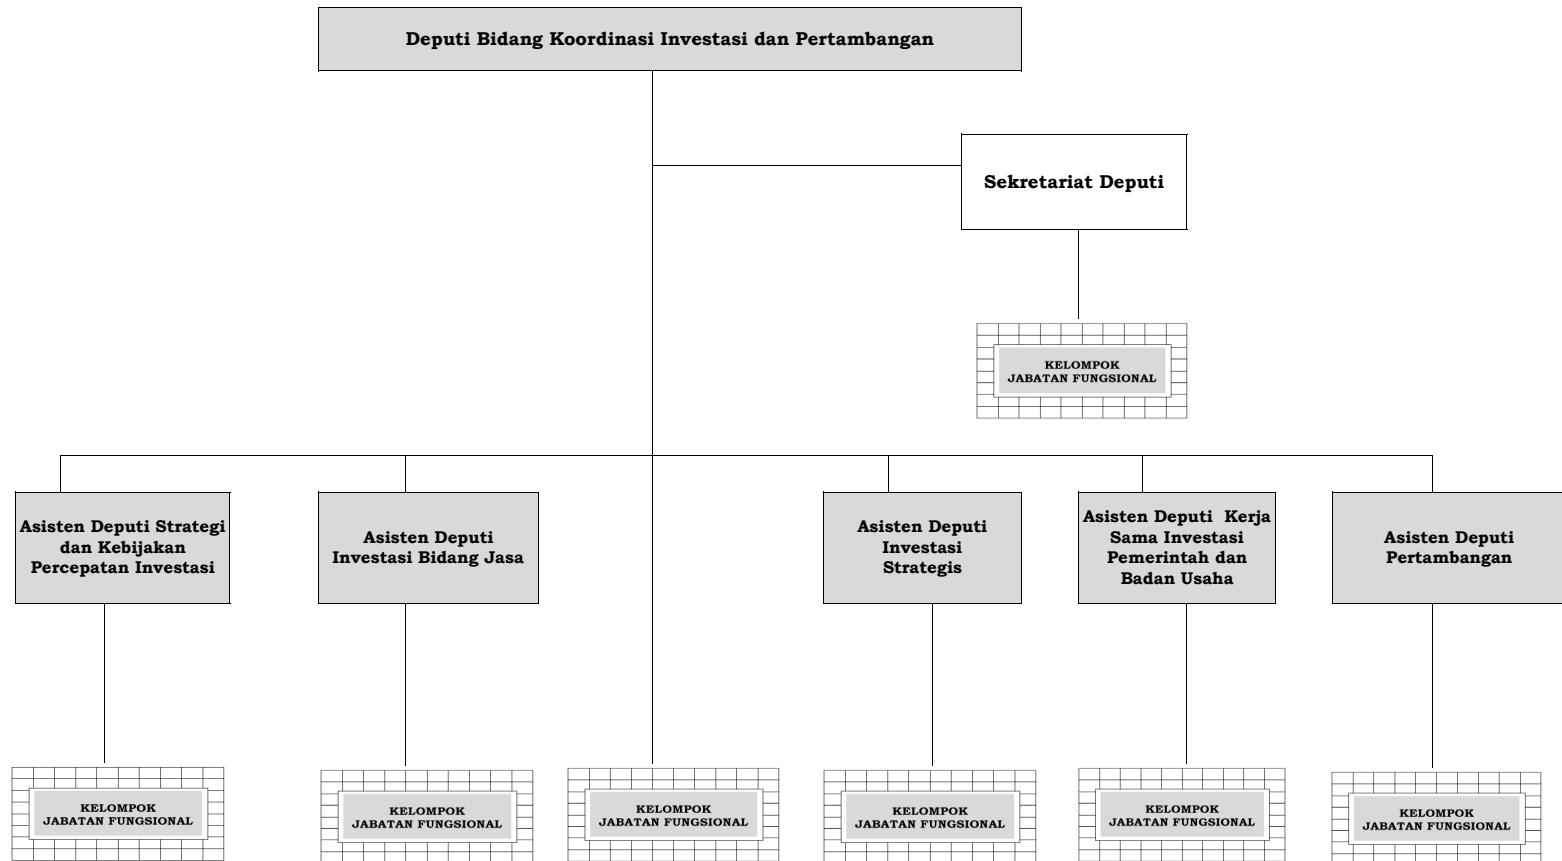 Deputi Bidang Koordinasi Investasi dan Pertambangan
Sekretariat Deputi
KELOMPOK
JABATAN FUNGSIONAL
Asisten Deputi Strategi
dan Kebijakan
Percepatan Investasi
Asisten Deputi
Investasi Bidang Jasa
Asisten Deputi
Investasi
Strategis
Asisten Deputi  Kerja
Sama Investasi
Pemerintah dan
Badan Usaha
Asisten Deputi
Pertambangan
KELOMPOK
JABATAN FUNGSIONAL
KELOMPOK
JABATAN FUNGSIONAL
KELOMPOK
JABATAN FUNGSIONAL
KELOMPOK
JABATAN FUNGSIONAL
KELOMPOK
JABATAN FUNGSIONAL
KELOMPOK
JABATAN FUNGSIONAL